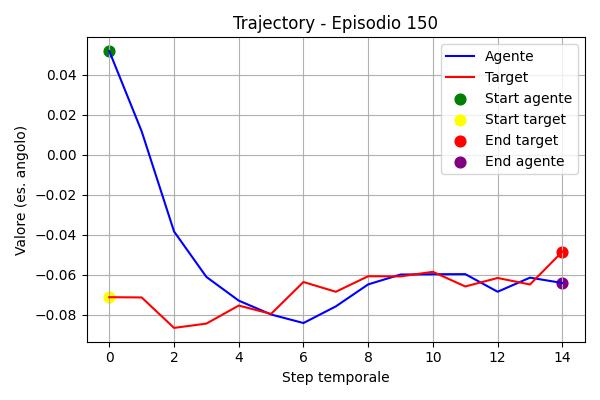 Trajectory - Episodio 150
Agente
Target
Start agente
Start target
End target
End agente
Valore (es. angolo)
0.04
0.02
0.00
−0.02
−0.04
−0.06
−0.08
0 2 4 6 8 10 12 14
Step temporale